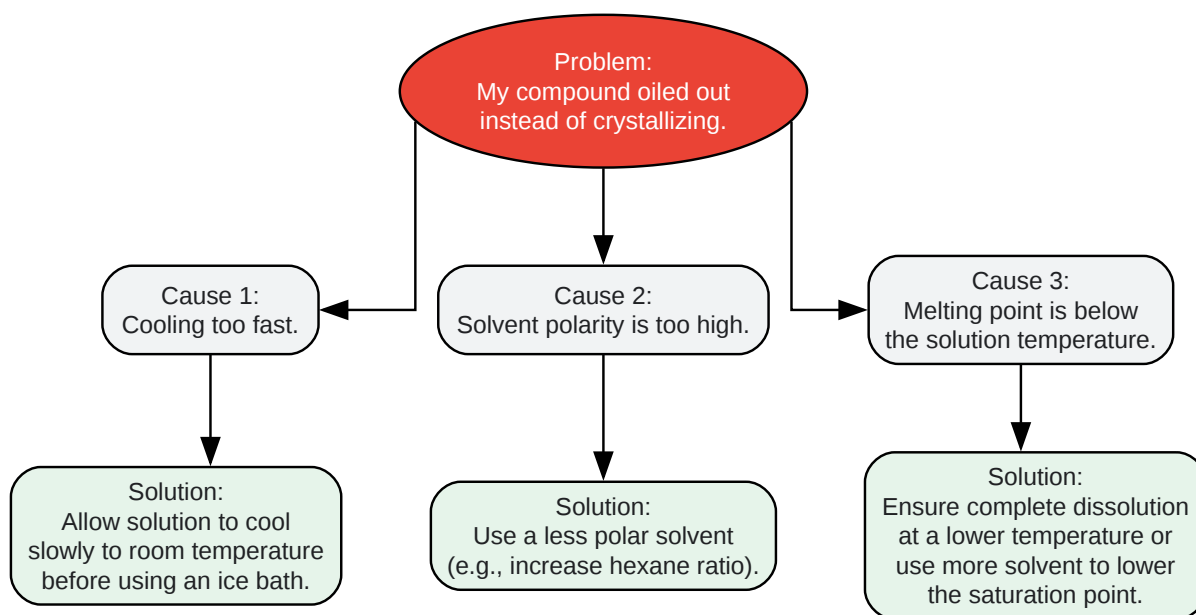 Problem:
My compound oiled out
instead of crystallizing.
Cause 1:
Cooling too fast.
Cause 2:
Solvent polarity is too high.
Cause 3:
Melting point is below
the solution temperature.
Solution:
Allow solution to cool
slowly to room temperature
before using an ice bath.
Solution:
Use a less polar solvent
(e.g., increase hexane ratio).
Solution:
Ensure complete dissolution
at a lower temperature or
use more solvent to lower
the saturation point.